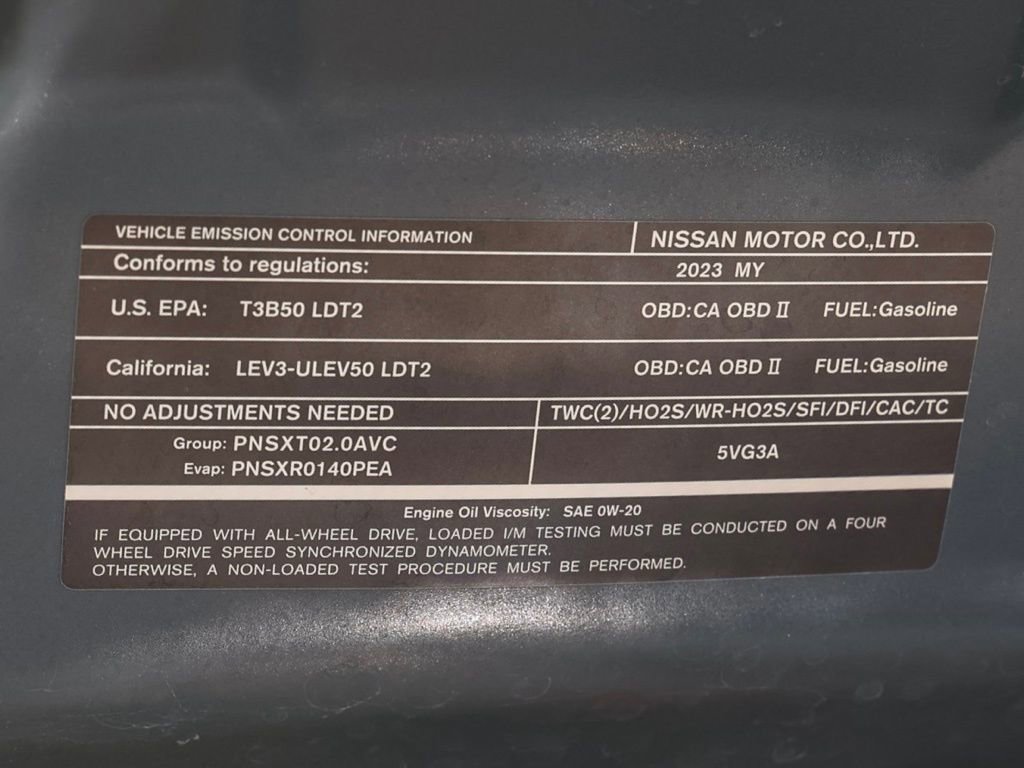 VEHICLE EMISSION CONTROL INFORMATION NISSAN MOTOR CO.,LTD.
Conforms to regulations: 2023 MY
U.S. EPA: T3B50 LDT2 OBD:CA OBD II FUEL:Gasoline
California: LEV3-ULEV50 LDT2 OBD:CA OBD II FUEL:Gasoline
NO ADJUSTMENTS NEEDED TWC(2)/HO2S/WR-HO2S/SFI/DFI/CAC/TC
Group: PNSXT02.0AVC
5VG3A
Evap: PNSXR0140PEA
Engine Oil Viscosity: SAE 0W-20
IF EQUIPPED WITH ALL-WHEEL DRIVE, LOADED I/M TESTING MUST BE CONDUCTED ON A FOUR
WHEEL DRIVE SPEED SYNCHRONIZED DYNAMOMETER.
OTHERWISE, A NON-LOADED TEST PROCEDURE MUST BE PERFORMED.